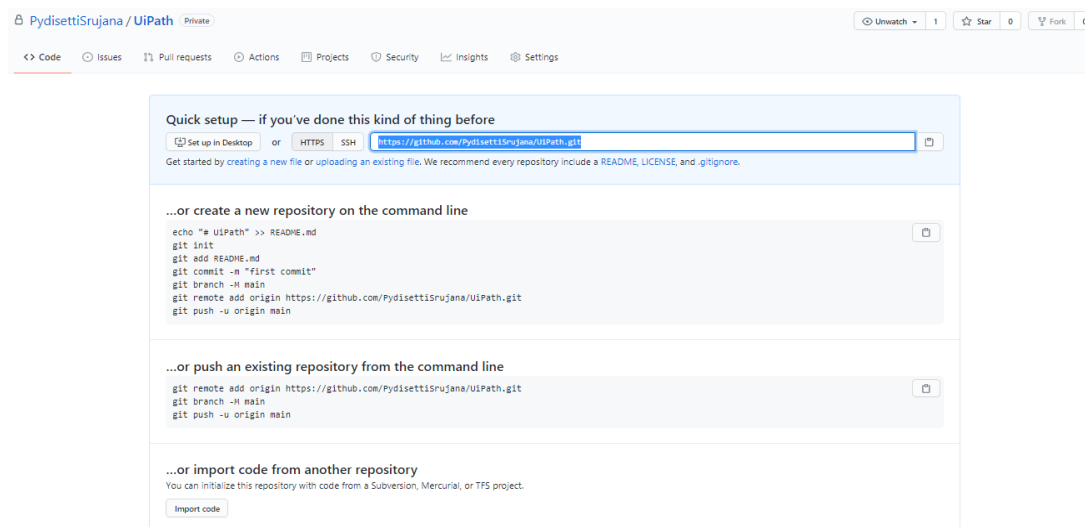 PydisettiSrujana / UiPath Private
Unwatch 1 Star 0 Fork
Code Issues Pull requests Actions Projects Security Insights Settings
Quick setup — if you've done this kind of thing before
Set up in Desktop or HTTPS SSH https://github.com/PydisettiSrujana/UiPath.git
Get started by creating a new file or uploading an existing file. We recommend every repository include a README, LICENSE, and .gitignore.
...or create a new repository on the command line
echo "# UiPath" >> README.md
git init
git add README.md
git commit -m "first commit"
git branch -M main
git remote add origin https://github.com/PydisettiSrujana/UiPath.git
git push -u origin main
...or push an existing repository from the command line
git remote add origin https://github.com/PydisettiSrujana/UiPath.git
git branch -M main
git push -u origin main
...or import code from another repository
You can initialize this repository with code from a Subversion, Mercurial, or TFS project.
Import code